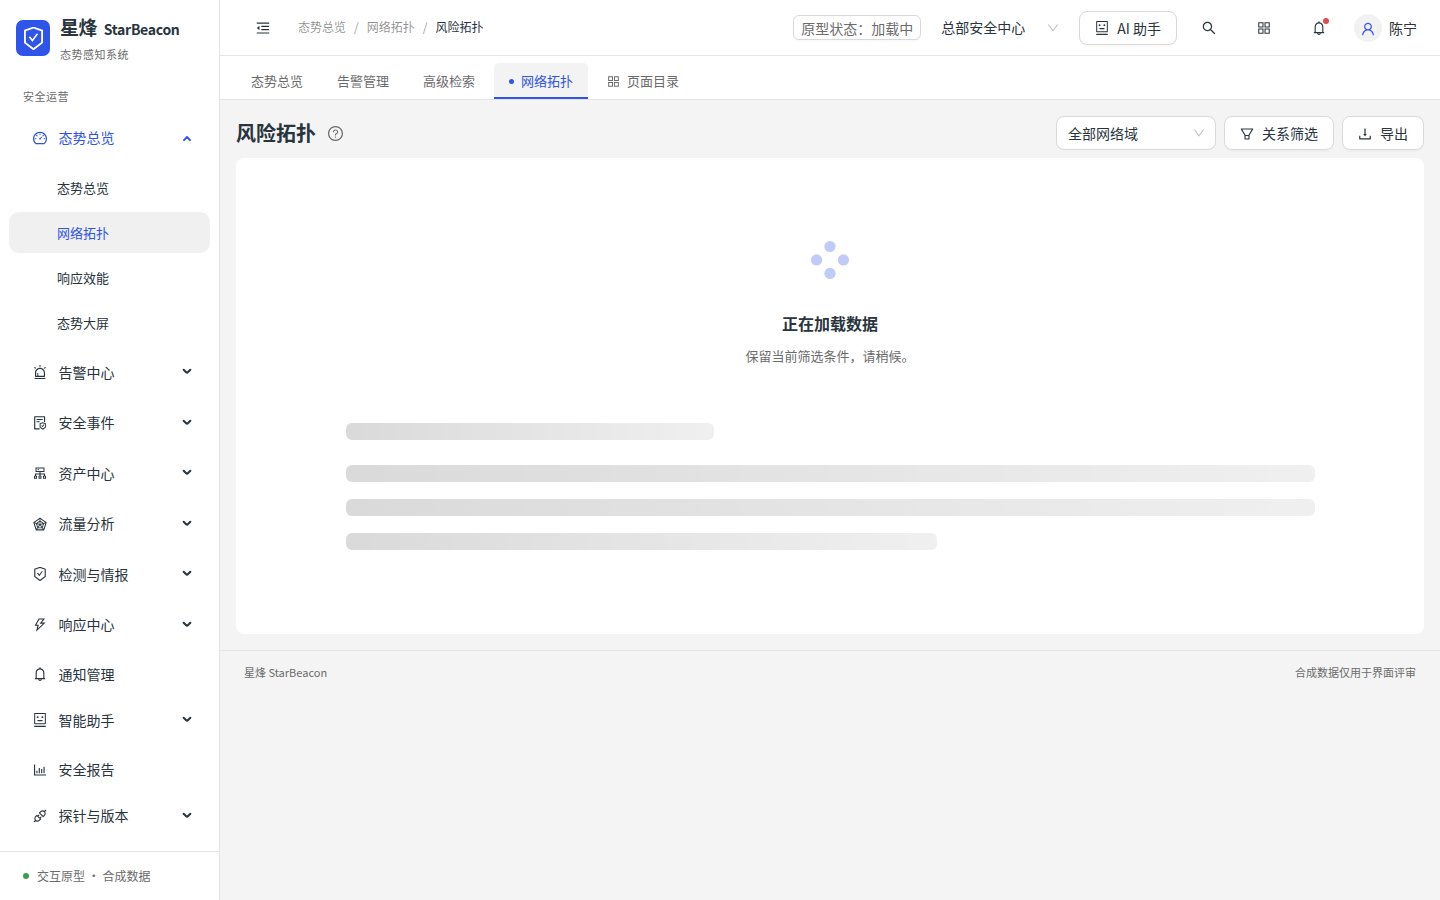 星烽 StarBeacon
态势感知系统
安全运营
态势总览
态势总览
网络拓扑
响应效能
态势大屏
告警中心
安全事件
资产中心
流量分析
检测与情报
响应中心
通知管理
智能助手
安全报告
探针与版本
交互原型 · 合成数据
态势总览 / 网络拓扑 / 风险拓扑
原型状态：加载中
总部安全中心
AI 助手
陈宁
态势总览
告警管理
高级检索
网络拓扑
页面目录
风险拓扑
全部网络域
关系筛选
导出
正在加载数据
保留当前筛选条件，请稍候。
星烽 StarBeacon
合成数据仅用于界面评审